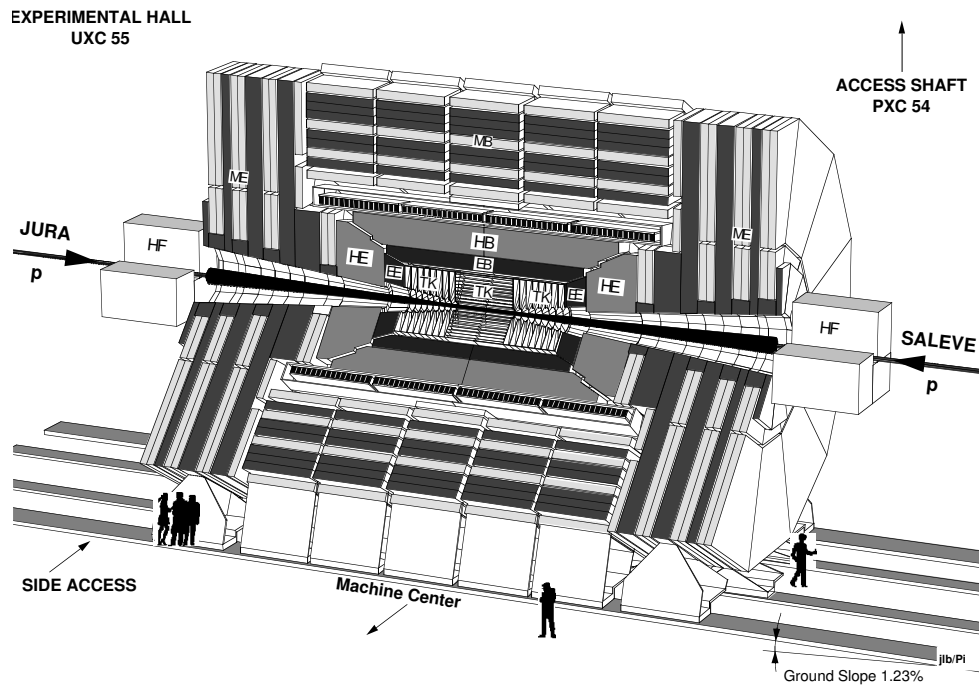 EXPERIMENTAL HALL
UXC 55
ACCESS SHAFT
PXC 54
MB
ME
ME
JURA
p
HF
HB
HE
EB
EE
TK
TK
TK
EE
HE
HF
SALEVE
p
SIDE ACCESS
Machine Center
jlb/Pi
Ground Slope 1.23%